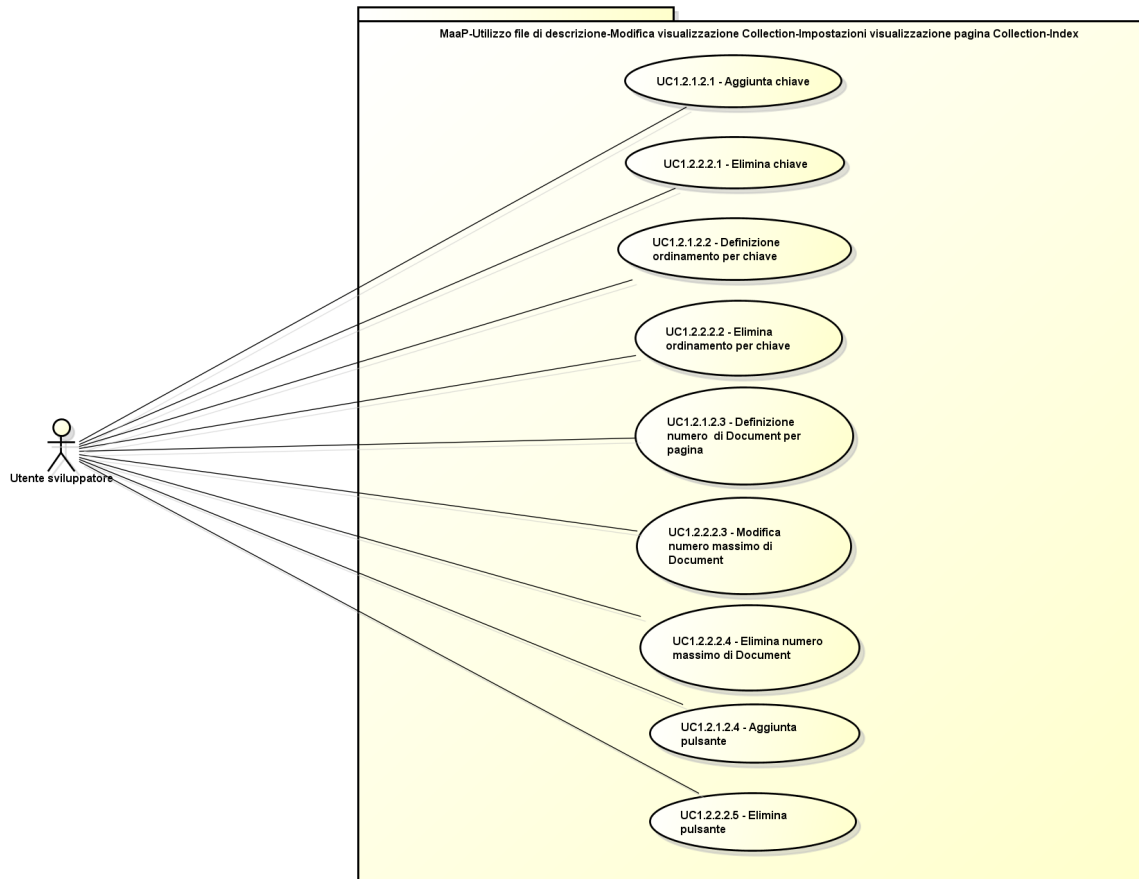 MaaP-Utilizzo file di descrizione-Modifica visualizzazione Collection-Impostazioni visualizzazione pagina Collection-Index
UC1.2.1.2.1 - Aggiunta chiave
UC1.2.2.2.1 - Elimina chiave
UC1.2.1.2.2 - Definizione
ordinamento per chiave
UC1.2.2.2.2 - Elimina
ordinamento per chiave
UC1.2.1.2.3 - Definizione
numero di Document per
pagina
Utente sviluppatore
UC1.2.2.2.3 - Modifica
numero massimo di
Document
UC1.2.2.2.4 - Elimina numero
massimo di Document
UC1.2.1.2.4 - Aggiunta
pulsante
UC1.2.2.2.5 - Elimina
pulsante